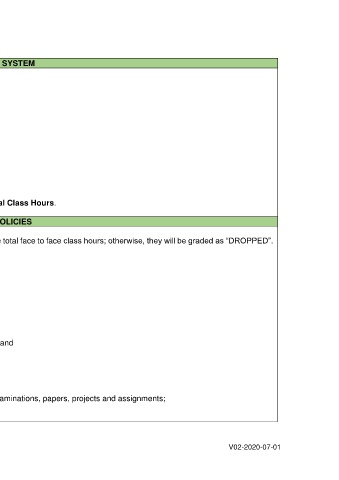 SYSTEM
al Class Hours.
OLICIES
total face to face class hours; otherwise, they will be graded as “DROPPED”.
and
aminations, papers, projects and assignments;
V02-2020-07-01